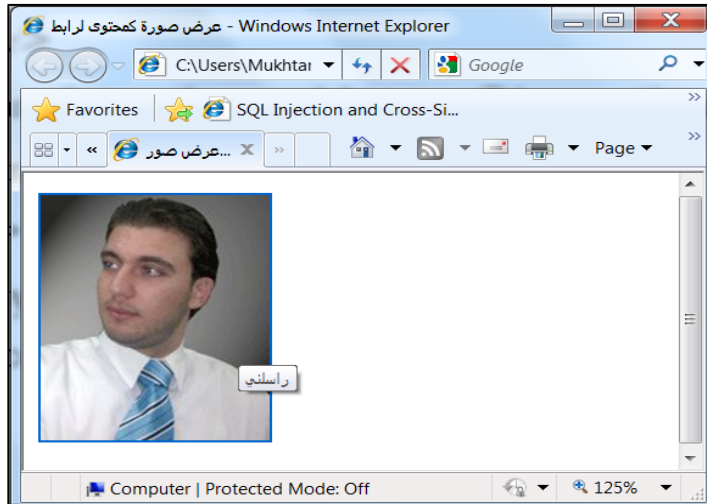 عرض صورة كمحتوى لرابط - Windows Internet Explorer
C:\Users\Mukhtar
Google
Favorites
SQL Injection and Cross-Si...
عرض صور...
Page
راسلني
Computer | Protected Mode: Off
125%